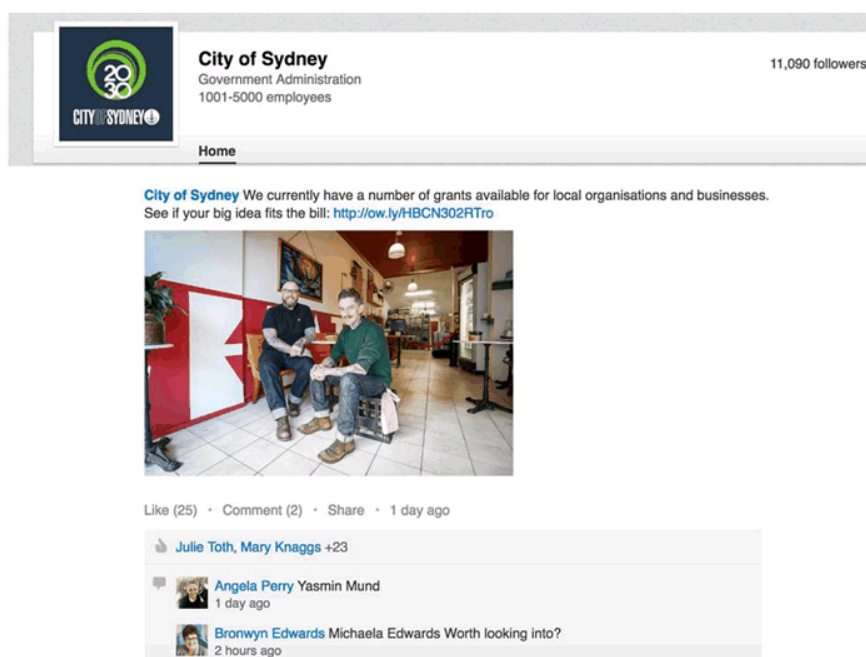 2030
CITY OF SYDNEY
City of Sydney
Government Administration
1001-5000 employees
11,090 followers
Home
City of Sydney We currently have a number of grants available for local organisations and businesses.
See if your big idea fits the bill: http://ow.ly/HBCN302RTro
Like (25) • Comment (2) • Share • 1 day ago
Julie Toth, Mary Knaggs +23
Angela Perry Yasmin Mund
1 day ago
Bronwyn Edwards Michaela Edwards Worth looking into?
2 hours ago